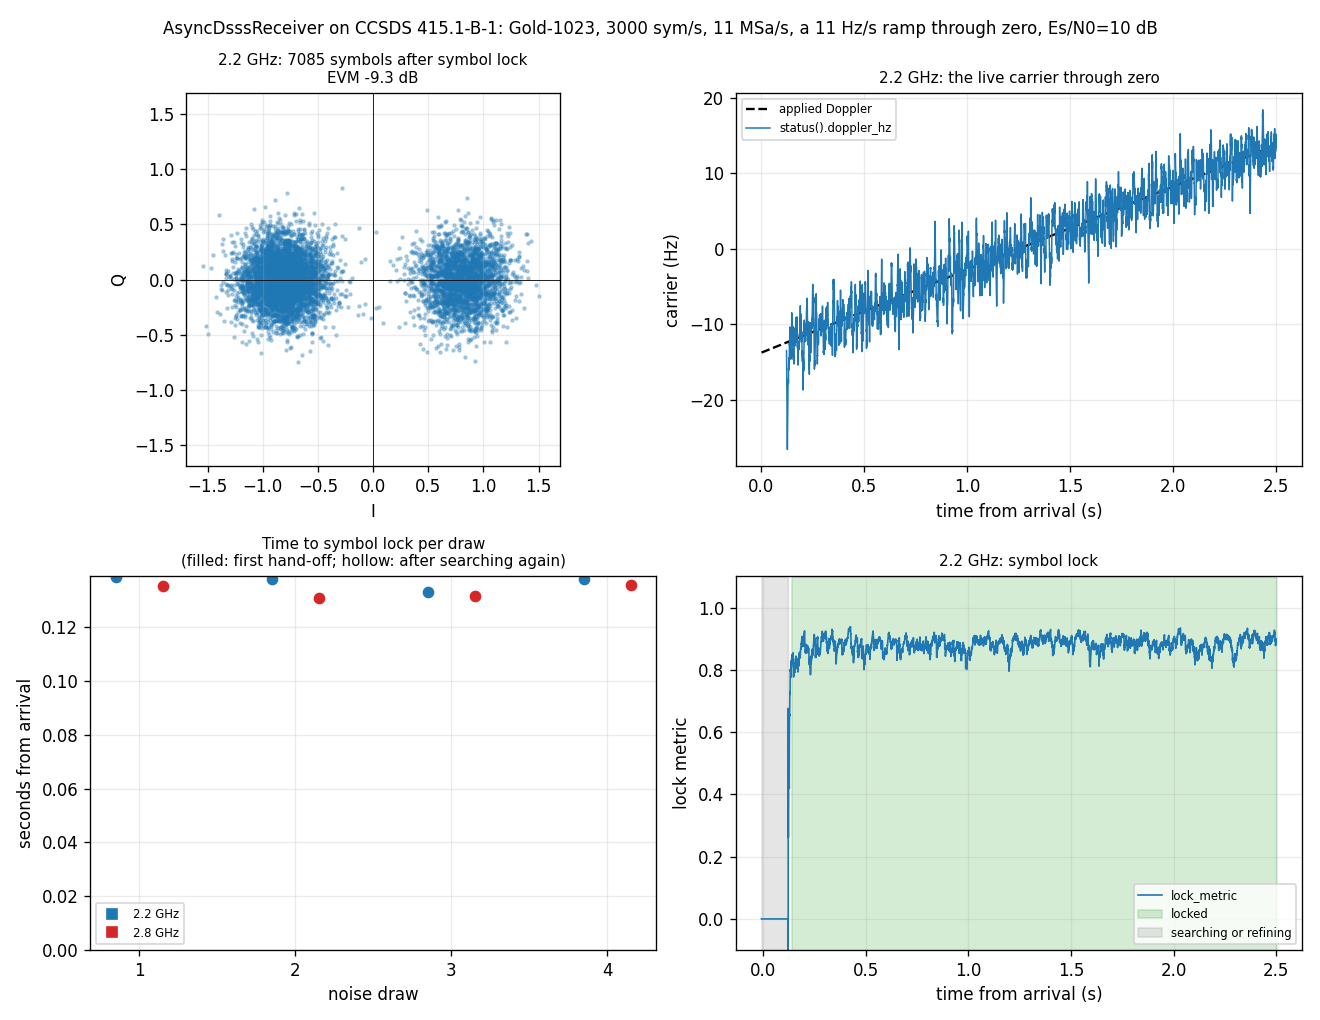 AsyncDsssReceiver on CCSDS 415.1-B-1: Gold-1023, 3000 sym/s, 11 MSa/s, a 11 Hz/s ramp through zero, Es/N0=10 dB
2.2 GHz: 7085 symbols after symbol lock
EVM -9.3 dB
1.5
1.0
0.5
0.0
−0.5
−1.0
−1.5
Q
−1.5
−1.0
−0.5
0.0
0.5
1.0
1.5
I
2.2 GHz: the live carrier through zero
applied Doppler
status().doppler_hz
20
10
0
−10
−20
carrier (Hz)
0.0
0.5
1.0
1.5
2.0
2.5
time from arrival (s)
Time to symbol lock per draw
(filled: first hand-off; hollow: after searching again)
0.12
0.10
0.08
0.06
0.04
0.02
0.00
seconds from arrival
2.2 GHz
2.8 GHz
1
2
3
4
noise draw
2.2 GHz: symbol lock
1.0
0.8
0.6
0.4
0.2
0.0
lock metric
lock_metric
locked
searching or refining
0.0
0.5
1.0
1.5
2.0
2.5
time from arrival (s)